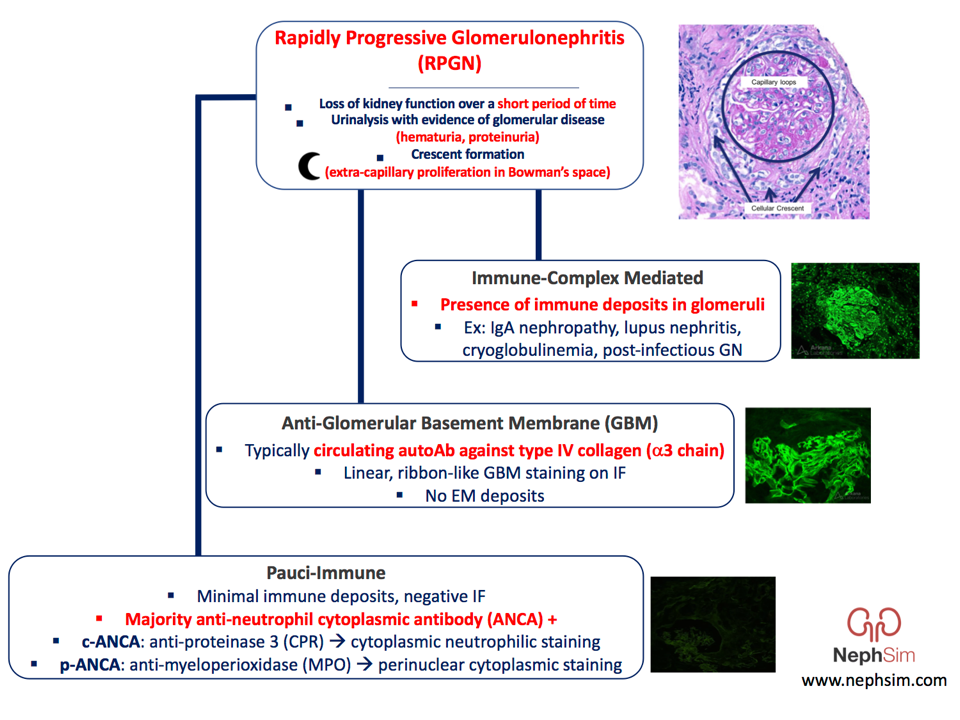 Rapidly Progressive Glomerulonephritis
(RPGN)
▪ Loss of kidney function over a short period of time
▪ Urinalysis with evidence of glomerular disease
(hematuria, proteinuria)
▪ Crescent formation
(extra-capillary proliferation in Bowman's space)
Capillary loops
Cellular Crescent
Immune-Complex Mediated
▪ Presence of immune deposits in glomeruli
▪ Ex: IgA nephropathy, lupus nephritis,
cryoglobulinemia, post-infectious GN
Anti-Glomerular Basement Membrane (GBM)
▪ Typically circulating autoAb against type IV collagen (α3 chain)
▪ Linear, ribbon-like GBM staining on IF
▪ No EM deposits
Pauci-Immune
▪ Minimal immune deposits, negative IF
▪ Majority anti-neutrophil cytoplasmic antibody (ANCA) +
▪ c-ANCA: anti-proteinase 3 (CPR) → cytoplasmic neutrophilic staining
▪ p-ANCA: anti-myeloperioxidase (MPO) → perinuclear cytoplasmic staining
NephSim
www.nephsim.com